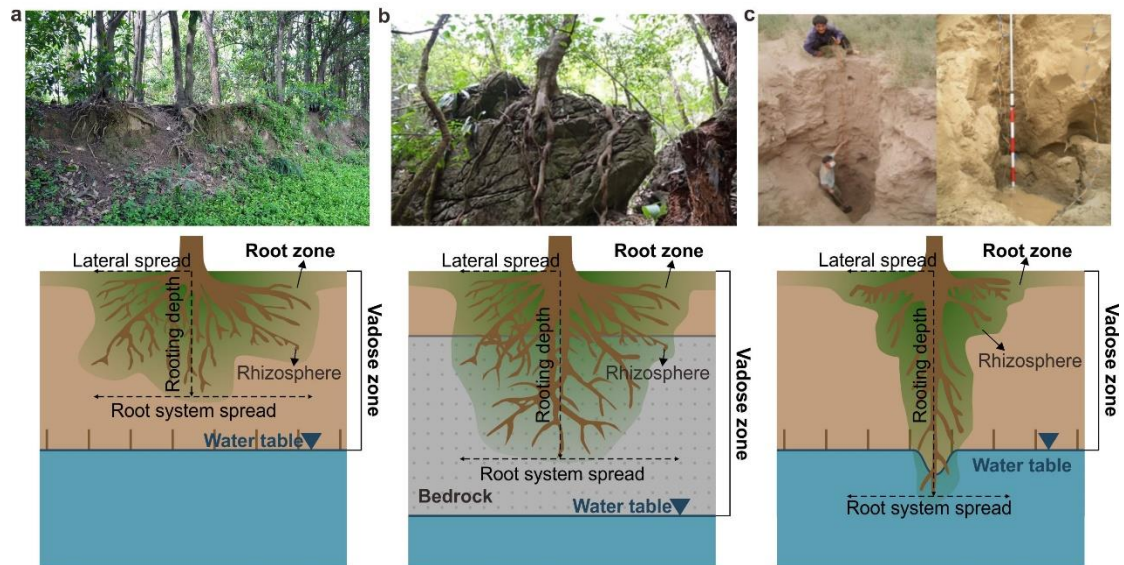 a
Lateral spread
Root zone
Rooting depth
Rhizosphere
Root system spread
Water table
Vadose zone
b
Lateral spread
Root zone
Rooting depth
Rhizosphere
Root system spread
Bedrock
Water table
Vadose zone
c
Lateral spread
Root zone
Rooting depth
Rhizosphere
Water table
Root system spread
Vadose zone